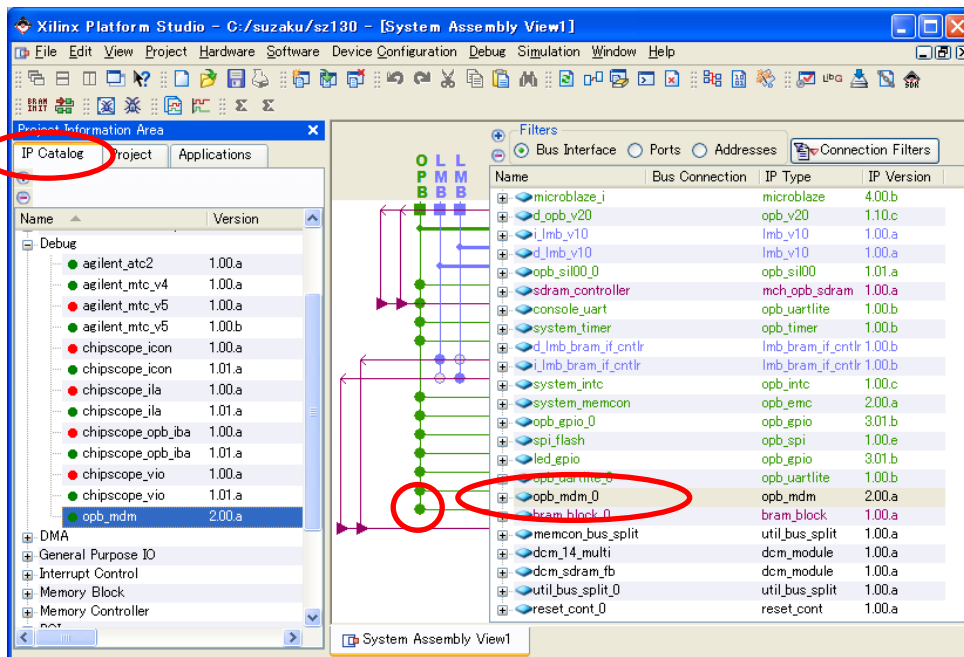 Xilinx Platform Studio - C:/suzaku/sz130 - [System Assembly View1]
File Edit View Project Hardware Software Device Configuration Debug Simulation Window Help
Project Information Area
IP Catalog Project Applications
Name Version
Debug
agilent_atc2 1.00.a
agilent_mtc_v4 1.00.a
agilent_mtc_v5 1.00.a
agilent_mtc_v5 1.00.b
chipscope_icon 1.00.a
chipscope_icon 1.01.a
chipscope_ila 1.00.a
chipscope_ila 1.01.a
chipscope_opb_iba 1.00.a
chipscope_opb_iba 1.01.a
chipscope_vio 1.00.a
chipscope_vio 1.01.a
opb_mdm 2.00.a
DMA
General Purpose IO
Interrupt Control
Memory Block
Memory Controller
OPB LMB LMB
Filters
Bus Interface Ports Addresses Connection Filters
Name Bus Connection IP Type IP Version
microblaze_i microblaze 4.00.b
d_opb_v20 opb_v20 1.10.c
i_lmb_v10 lmb_v10 1.00.a
d_lmb_v10 lmb_v10 1.00.a
opb_sil00_0 opb_sil00 1.01.a
sdram_controller mch_opb_sdram 1.00.a
console_uart opb_uartlite 1.00.b
system_timer opb_timer 1.00.b
d_lmb_bram_if_cntlr lmb_bram_if_cntlr 1.00.b
i_lmb_bram_if_cntlr lmb_bram_if_cntlr 1.00.b
system_intc opb_intc 1.00.c
system_memcon opb_emc 2.00.a
opb_gpio_0 opb_gpio 3.01.b
spi_flash opb_spi 1.00.e
led_gpio opb_gpio 3.01.b
opb_uartlite_0 opb_uartlite 1.00.b
opb_mdm_0 opb_mdm 2.00.a
bram_block_0 bram_block 1.00.a
memcon_bus_split util_bus_split 1.00.a
dcm_14_multi dcm_module 1.00.a
dcm_sdram_fb dcm_module 1.00.a
util_bus_split_0 util_bus_split 1.00.a
reset_cont_0 reset_cont 1.00.a
System Assembly View1